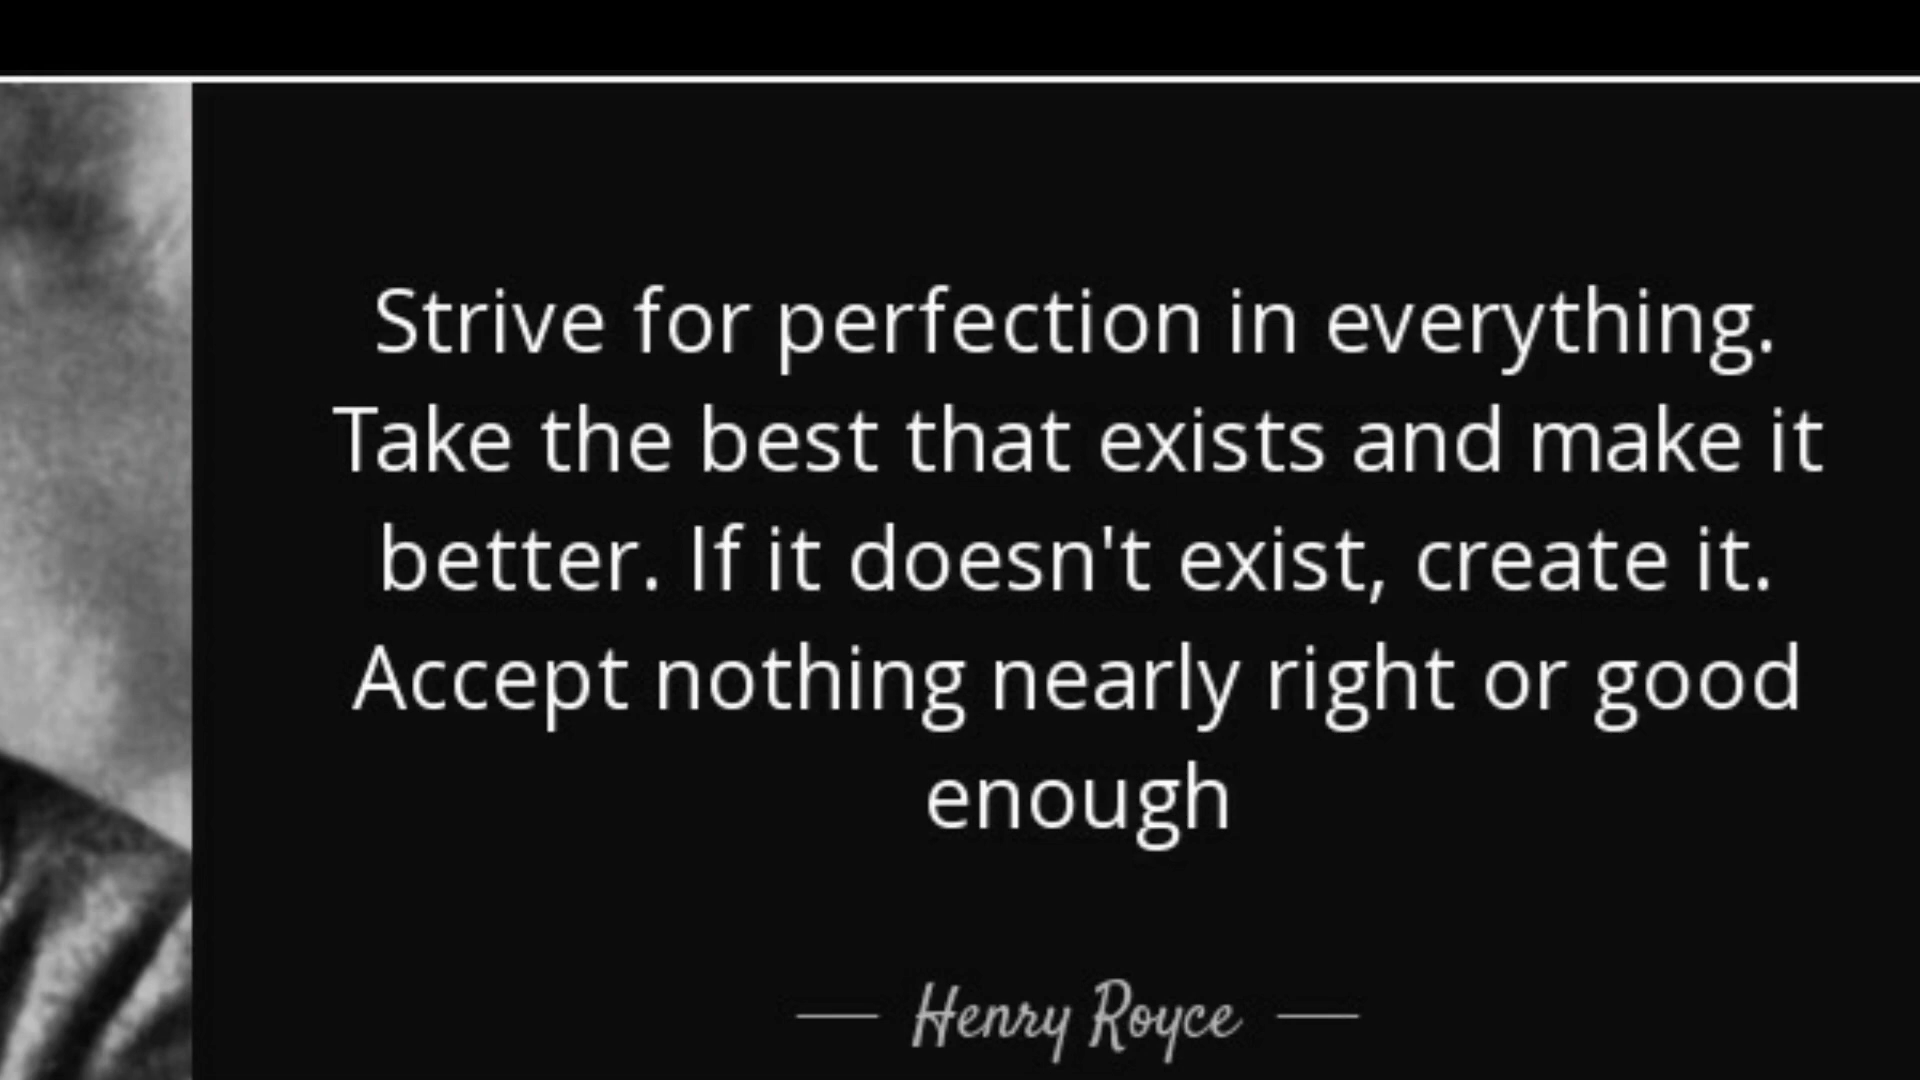 Strive for perfection in everything.
Take the best that exists and make it
better. If it doesn't exist, create it.
Accept nothing nearly right or good
enough
Henry Royce